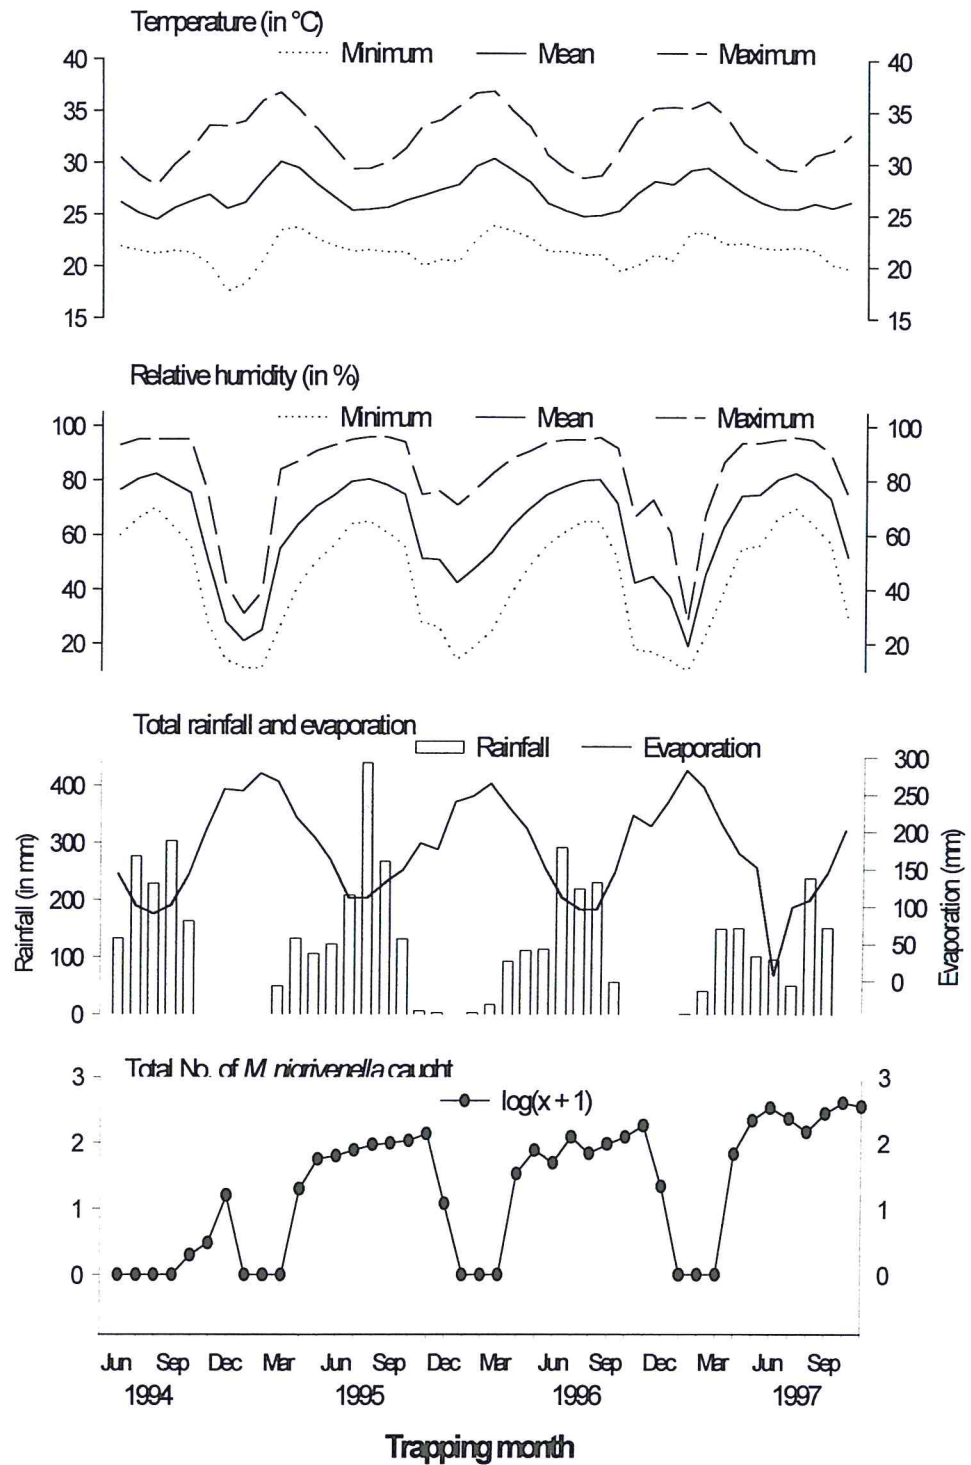 Temperature (in °C)
Minimum Mean Maximum
40 40
35 35
30 30
25 25
20 20
15 15
Relative humidity (in %)
Minimum Mean Maximum
100 100
80 80
60 60
40 40
20 20
Total rainfall and evaporation
Rainfall Evaporation
Rainfall (in mm)
400
300
200
100
0
300
250
200
150
100
50
0
Evaporation (mm)
Total No. of M. nigrivenella caught
log(x + 1)
3 3
2 2
1 1
0 0
Jun Sep Dec Mar Jun Sep Dec Mar Jun Sep Dec Mar Jun Sep
1994 1995 1996 1997
Trapping month